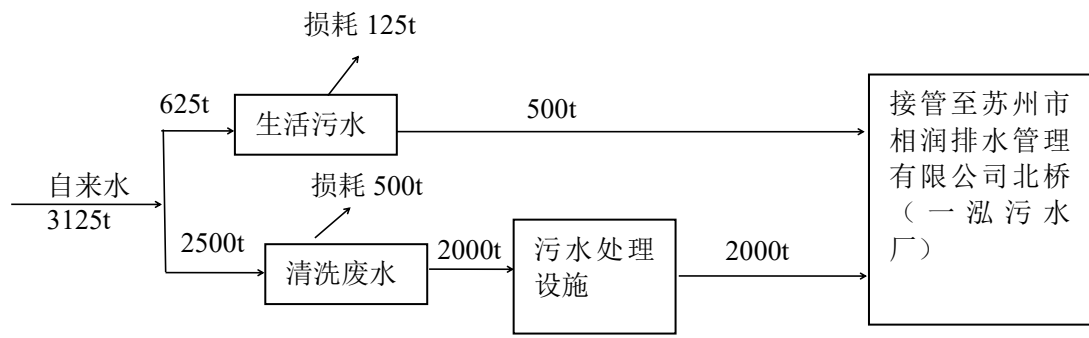 损耗 125t
625t
生活污水
500t
接管至苏州市
相润排水管理
有限公司北桥
（一泓污水
厂）
自来水
3125t
损耗 500t
2500t
清洗废水
2000t
污水处理
设施
2000t